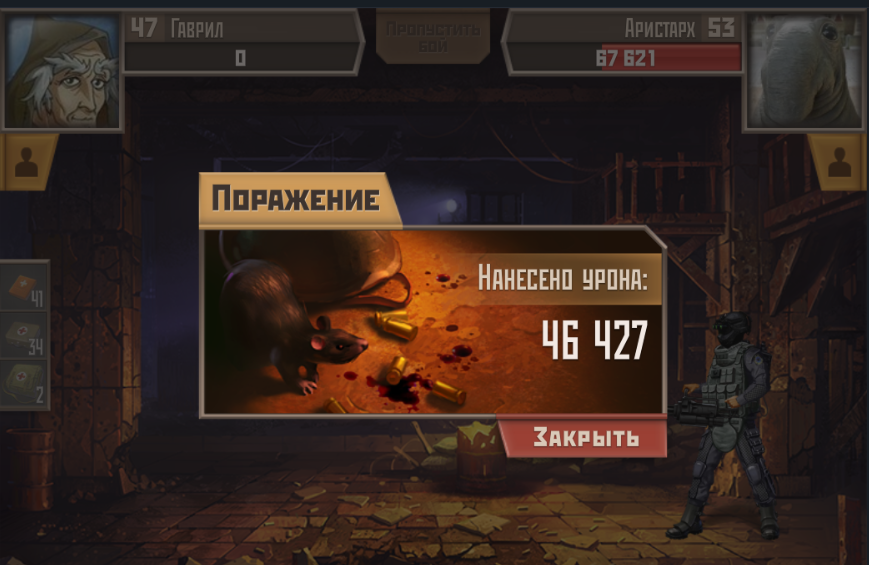 47 Гаврил
0
Пропустить
бой
Аристарх 53
67 621
Поражение
Нанесено урона:
46 427
41
34
2
Закрыть